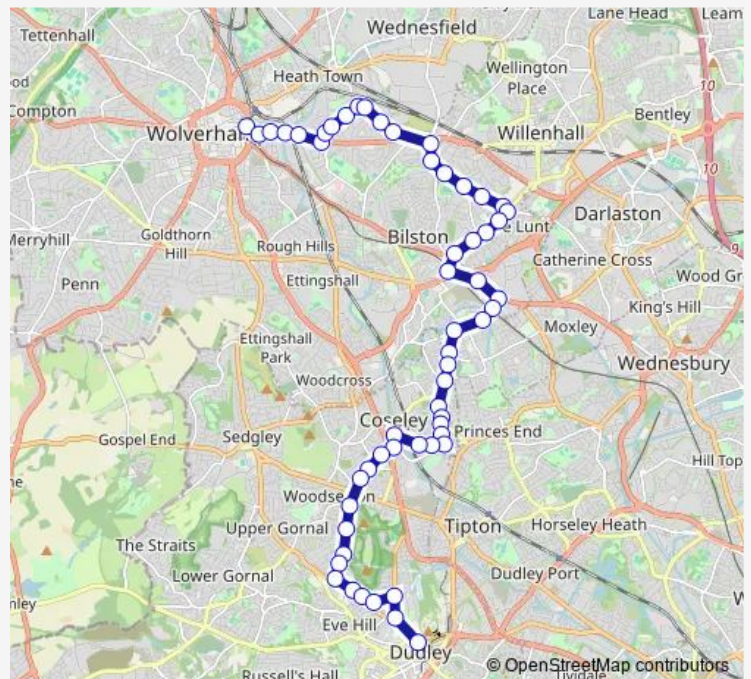 Lane Head
Leam
Tettenhall
Wednesfield
Heath Town
Wellington
Place
10
Compton
Bentley
Wolverha
Willenhall
10
Darlaston
Merryhill
Goldthorn
Hill
Rough Hills
Bilston
e Lunt
9
Catherine Cross
Penn
Ettingshall
Wood Gr
King's Hill
Moxley
Ettingshall
Park
Wednesbury
Woodcross
Coseley
Princes End
Gospel End
Sedgley
Hill Top
Woodse
n
Upper Gornal
Tipton
Horseley Heath
The Straits
Lower Gornal
Dudley Port
nley
Eve Hill
Dudley
© OpenStreetMap contributors
Russell's Hall
Tividale